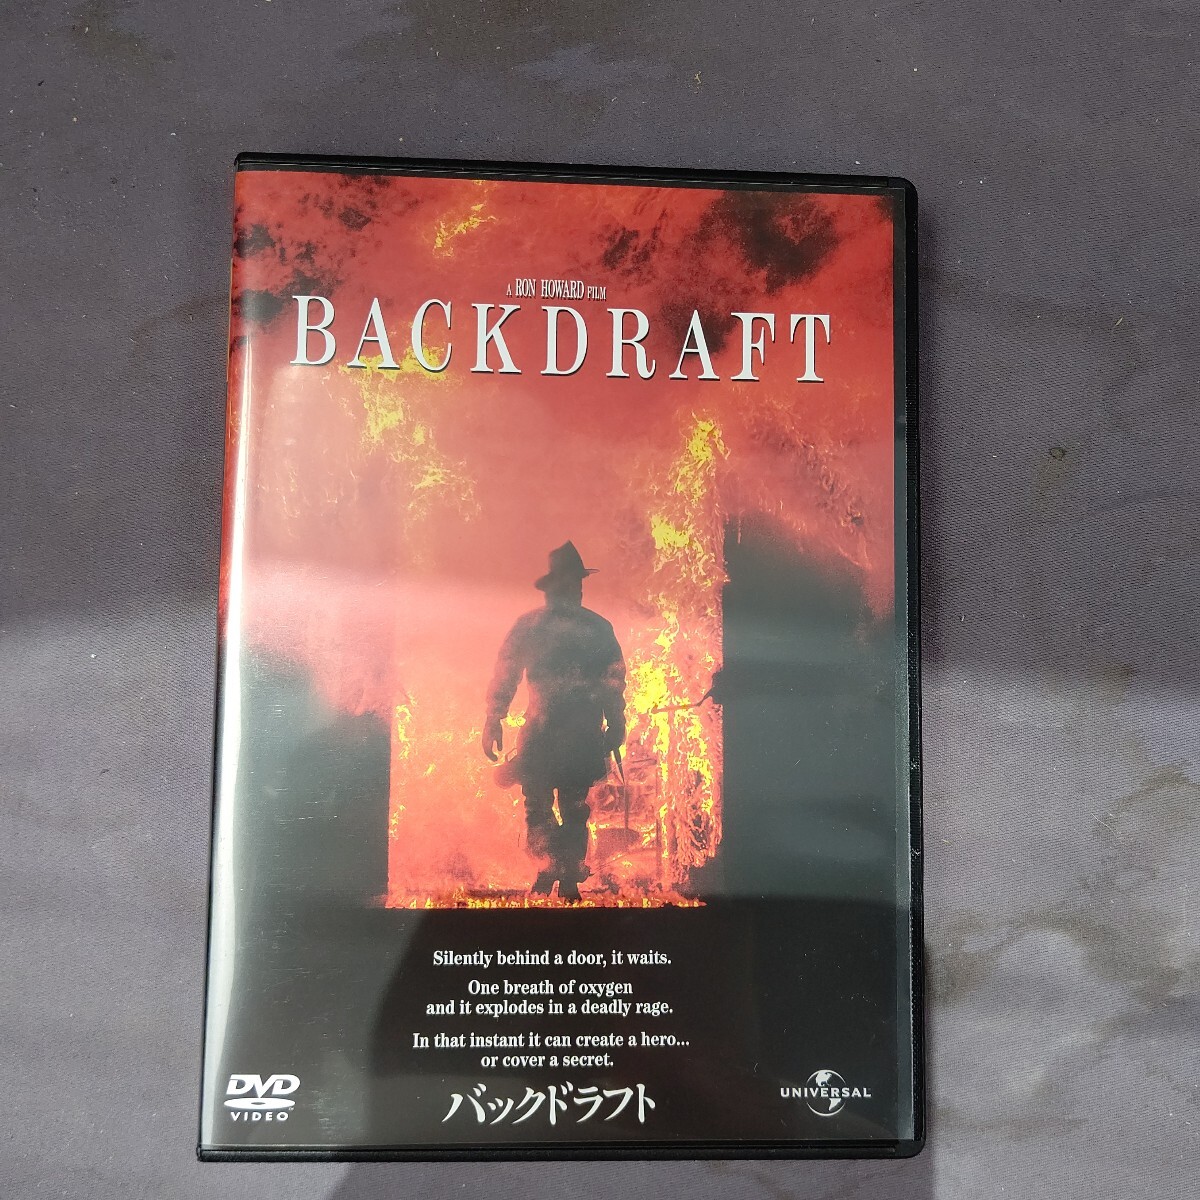 A RON HOWARD FILM
BACKDRAFT
Silently behind a door, it waits.
One breath of oxygen
and it explodes in a deadly rage.
In that instant it can create a hero...
or cover a secret.
DVD
VIDEO
バックドラフト
UNIVERSAL